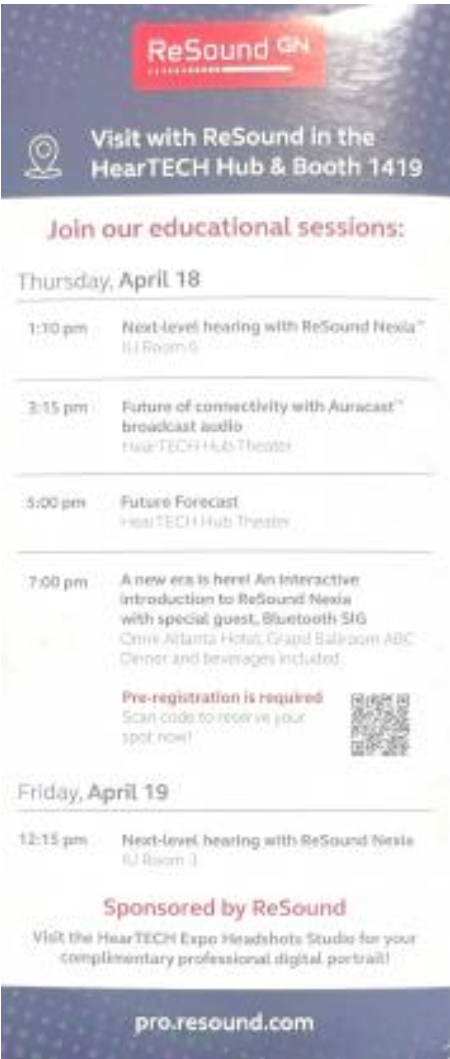 ReSound GN
Visit with ReSound in the
HearTECH Hub & Booth 1419
Join our educational sessions:
Thursday, April 18
1:10 pm
Next-level hearing with ReSound Nexia™
Room
3:15 pm
Future of connectivity with Auracast™
broadcast audio
HearTECH Hub Theater
5:00 pm
Future Forecast
HearTECH Hub Theater
7:00 pm
A new era is here! An interactive
introduction to ReSound Nexia
with special guest, Bluetooth SIG
Omni Atlanta Hotel, Grand Ballroom ABC
Dinner and beverages included
Pre-registration is required
Scan code to reserve your
spot now!
Friday, April 19
12:15 pm
Next-level hearing with ReSound Nexia
Room 3
Sponsored by ReSound
Visit the HearTECH Expo Headshots Studio for your
complimentary professional digital portrait!
pro.resound.com